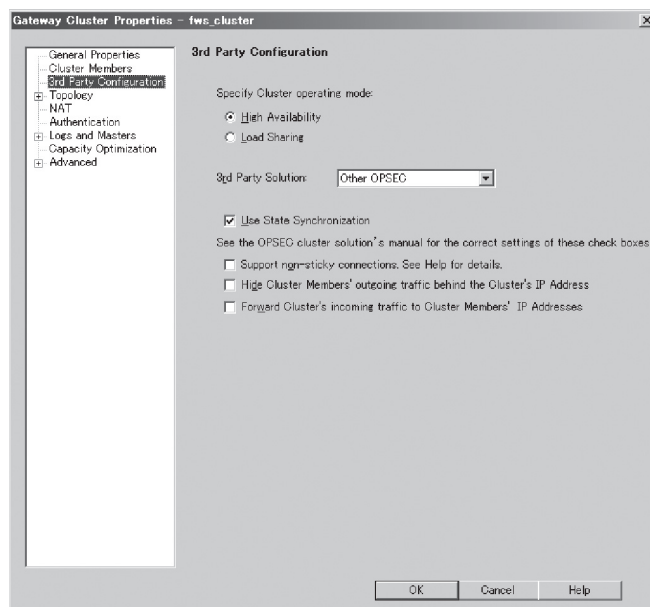 Gateway Cluster Properties - fws_cluster
General Properties
Cluster Members
3rd Party Configuration
Topology
NAT
Authentication
Logs and Masters
Capacity Optimization
Advanced
3rd Party Configuration
Specify Cluster operating mode:
High Availability
Load Sharing
3rd Party Solution: Other OPSEC
Use State Synchronization
See the OPSEC cluster solution's manual for the correct settings of these check boxes
Support non-sticky connections. See Help for details.
Hide Cluster Members' outgoing traffic behind the Cluster's IP Address
Forward Cluster's incoming traffic to Cluster Members' IP Addresses
OK Cancel Help